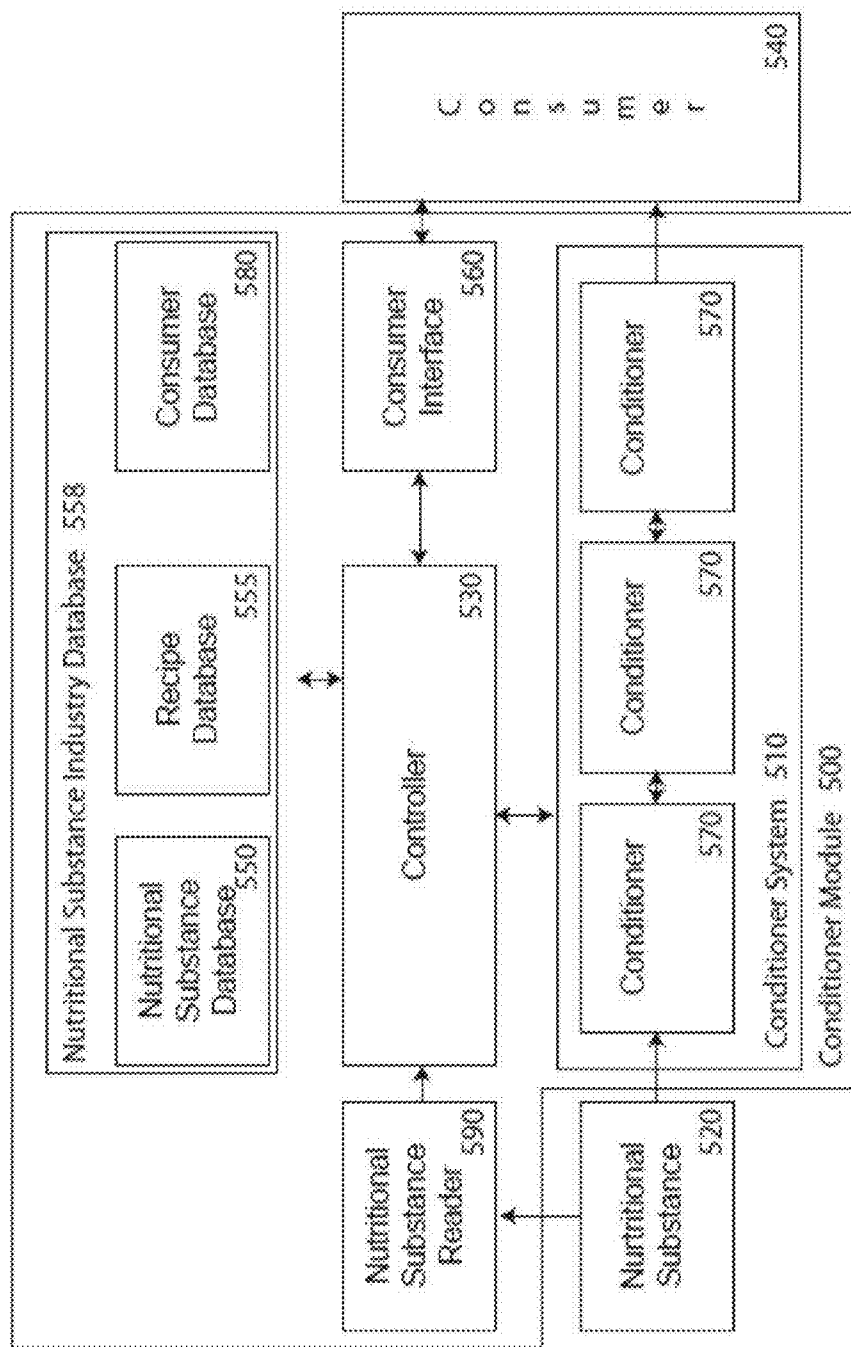 Nutritional Substance Industry Database 558
Nutritional
Substance
Database
550
Recipe
Database
555
Consumer
Database
580
Nutritional
Substance
Reader
590
Controller
530
Consumer
Interface
560
Consumer
540
Nurtritional
Substance
520
Conditioner
570
Conditioner
570
Conditioner
570
Conditioner System 510
Conditioner Module 500